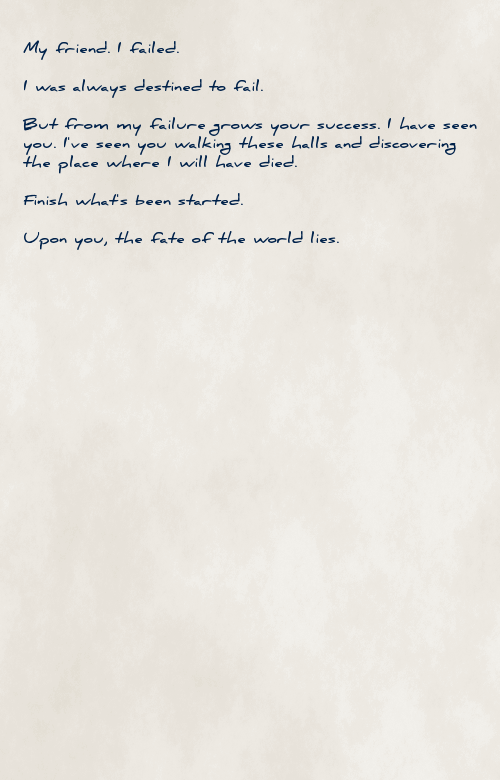 My friend. I failed.
I was always destined to fail.
But from my failure grows your success. I have seen
you. I've seen you walking these halls and discovering
the place where I will have died.
Finish what's been started.
Upon you, the fate of the world lies.